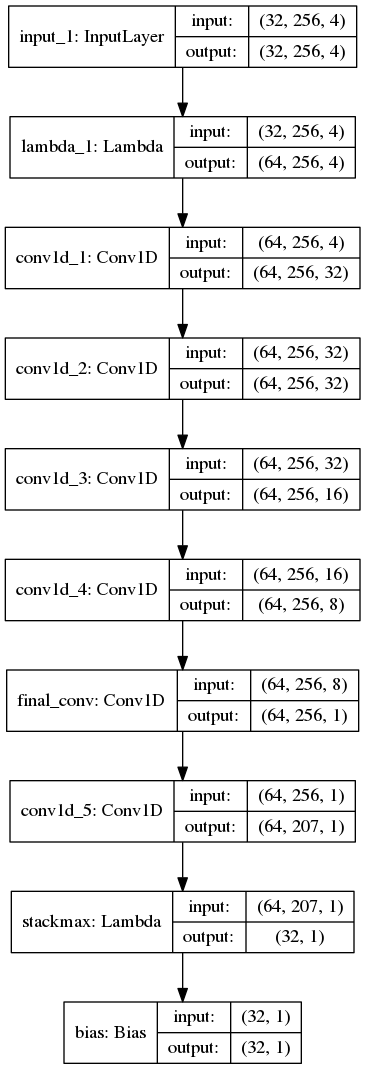 input_1: InputLayer
input: (32, 256, 4)
output: (32, 256, 4)
lambda_1: Lambda
input: (32, 256, 4)
output: (64, 256, 4)
conv1d_1: Conv1D
input: (64, 256, 4)
output: (64, 256, 32)
conv1d_2: Conv1D
input: (64, 256, 32)
output: (64, 256, 32)
conv1d_3: Conv1D
input: (64, 256, 32)
output: (64, 256, 16)
conv1d_4: Conv1D
input: (64, 256, 16)
output: (64, 256, 8)
final_conv: Conv1D
input: (64, 256, 8)
output: (64, 256, 1)
conv1d_5: Conv1D
input: (64, 256, 1)
output: (64, 207, 1)
stackmax: Lambda
input: (64, 207, 1)
output: (32, 1)
bias: Bias
input: (32, 1)
output: (32, 1)